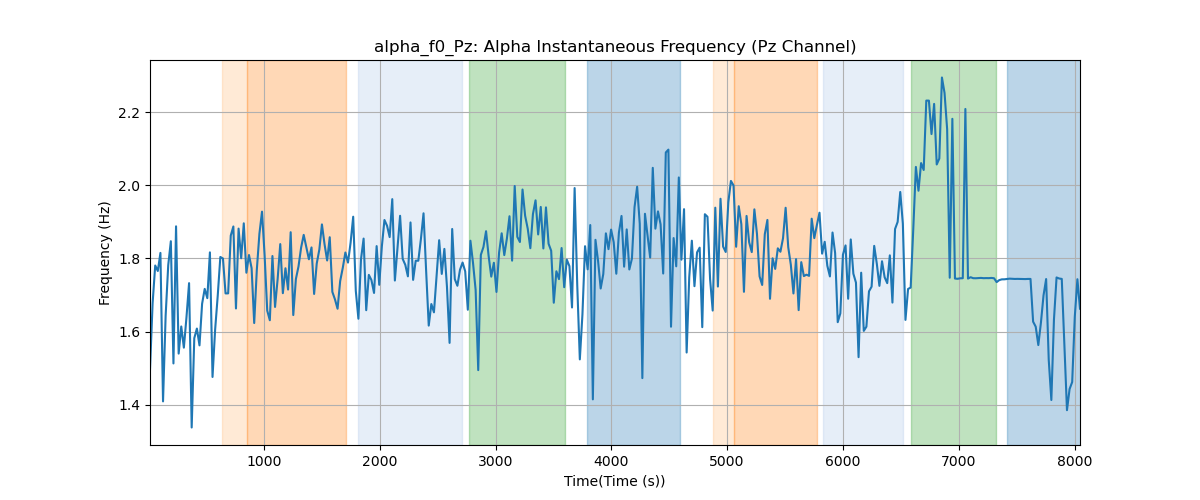 alpha_f0_Pz: Alpha Instantaneous Frequency (Pz Channel)
Frequency (Hz)
2.2
2.0
1.8
1.6
1.4
1000 2000 3000 4000 5000 6000 7000 8000
Time(Time (s))